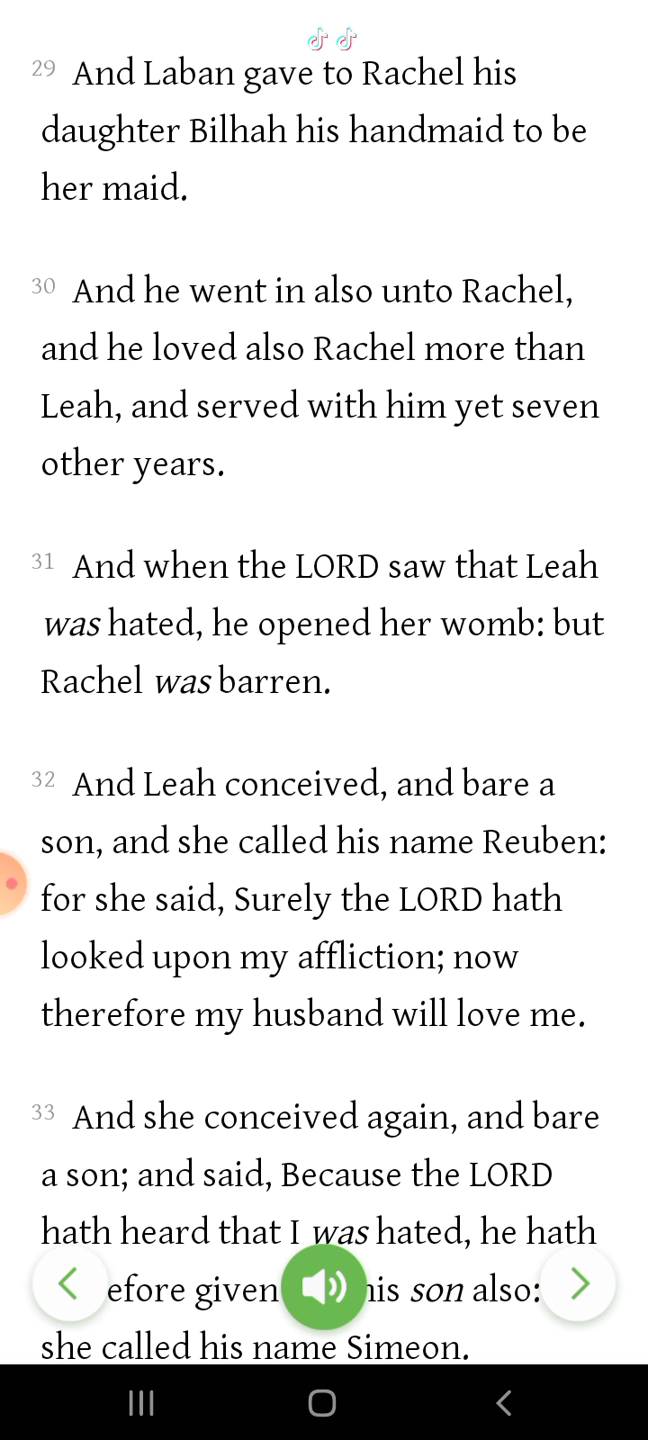 29 And Laban gave to Rachel his
daughter Bilhah his handmaid to be
her maid.
30 And he went in also unto Rachel,
and he loved also Rachel more than
Leah, and served with him yet seven
other years.
31 And when the LORD saw that Leah
was hated, he opened her womb: but
Rachel was barren.
32 And Leah conceived, and bare a
son, and she called his name Reuben:
for she said, Surely the LORD hath
looked upon my affliction; now
therefore my husband will love me.
33 And she conceived again, and bare
a son; and said, Because the LORD
hath heard that I was hated, he hath
efore given his son also:
she called his name Simeon.